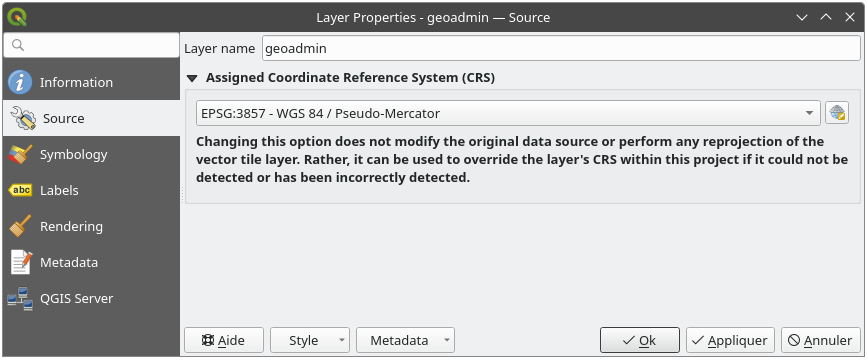 Layer Properties - geoadmin — Source
Layer name geoadmin
Information
Source
Symbology
Labels
Rendering
Metadata
QGIS Server
abc
Assigned Coordinate Reference System (CRS)
EPSG:3857 - WGS 84 / Pseudo-Mercator
Changing this option does not modify the original data source or perform any reprojection of the
vector tile layer. Rather, it can be used to override the layer's CRS within this project if it could not be
detected or has been incorrectly detected.
Aide Style Metadata Ok Appliquer Annuler